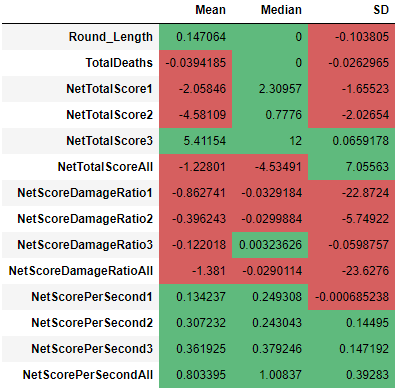 Mean Median SD
Round_Length 0.147064 0 -0.103805
TotalDeaths -0.0394185 0 -0.0262965
NetTotalScore1 -2.05846 2.30957 -1.65523
NetTotalScore2 -4.58109 0.7776 -2.02654
NetTotalScore3 5.41154 12 0.0659178
NetTotalScoreAll -1.22801 -4.53491 7.05563
NetScoreDamageRatio1 -0.862741 -0.0329184 -22.8724
NetScoreDamageRatio2 -0.396243 -0.0299884 -5.74922
NetScoreDamageRatio3 -0.122018 0.00323626 -0.0598757
NetScoreDamageRatioAll -1.381 -0.0290114 -23.6276
NetScorePerSecond1 0.134237 0.249308 -0.000685238
NetScorePerSecond2 0.307232 0.243043 0.14495
NetScorePerSecond3 0.361925 0.379246 0.147192
NetScorePerSecondAll 0.803395 1.00837 0.39283